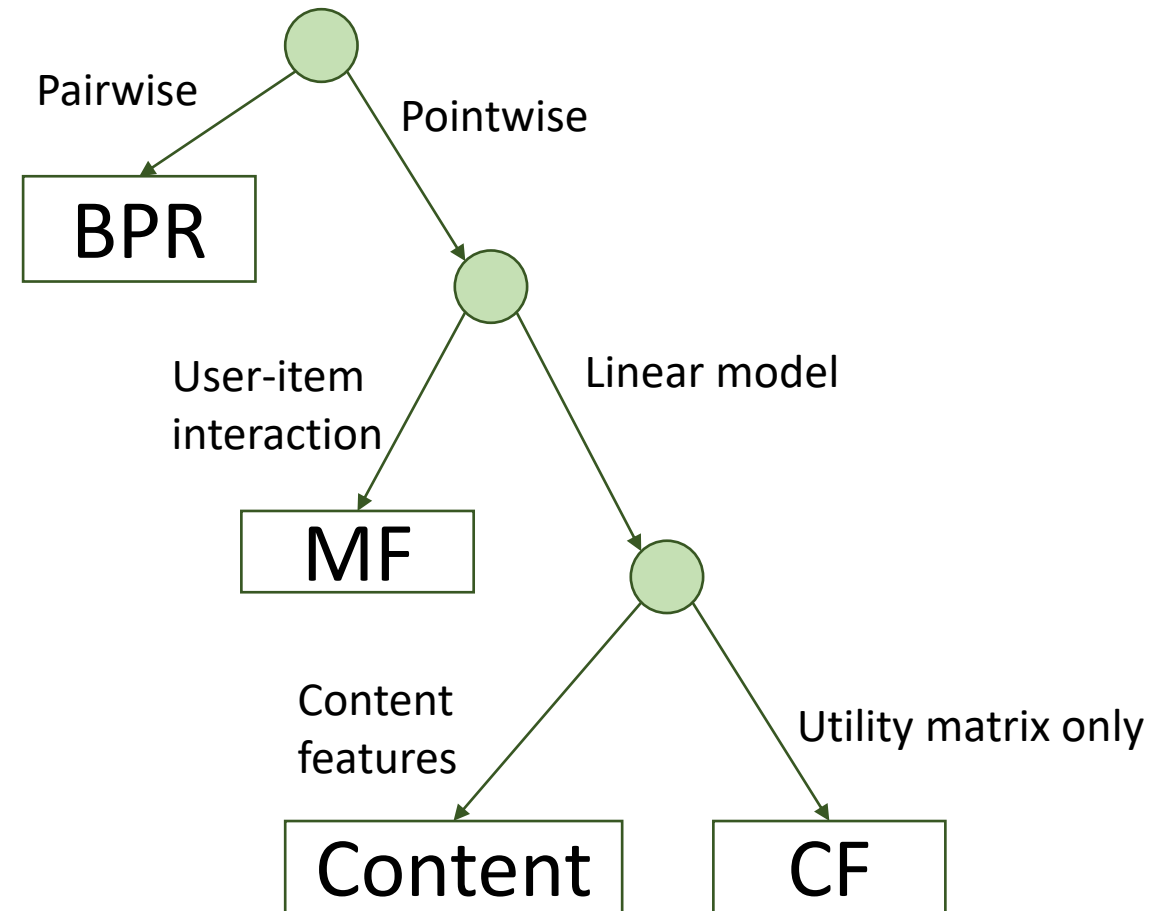 Pairwise
Pointwise
BPR
User-item
interaction
Linear model
MF
Content
features
Utility matrix only
Content
CF